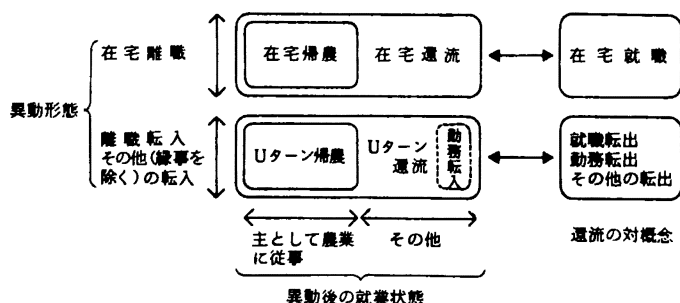 在宅離職
在宅帰農
在宅還流
在宅就職
異動形態
離職転入
その他(縁事を
除く)の転入
Uターン帰農
Uターン
還流
勤務転入
就職転出
勤務転出
その他の転出
主として農業
に従事
その他
還流の対概念
異動後の就業状態